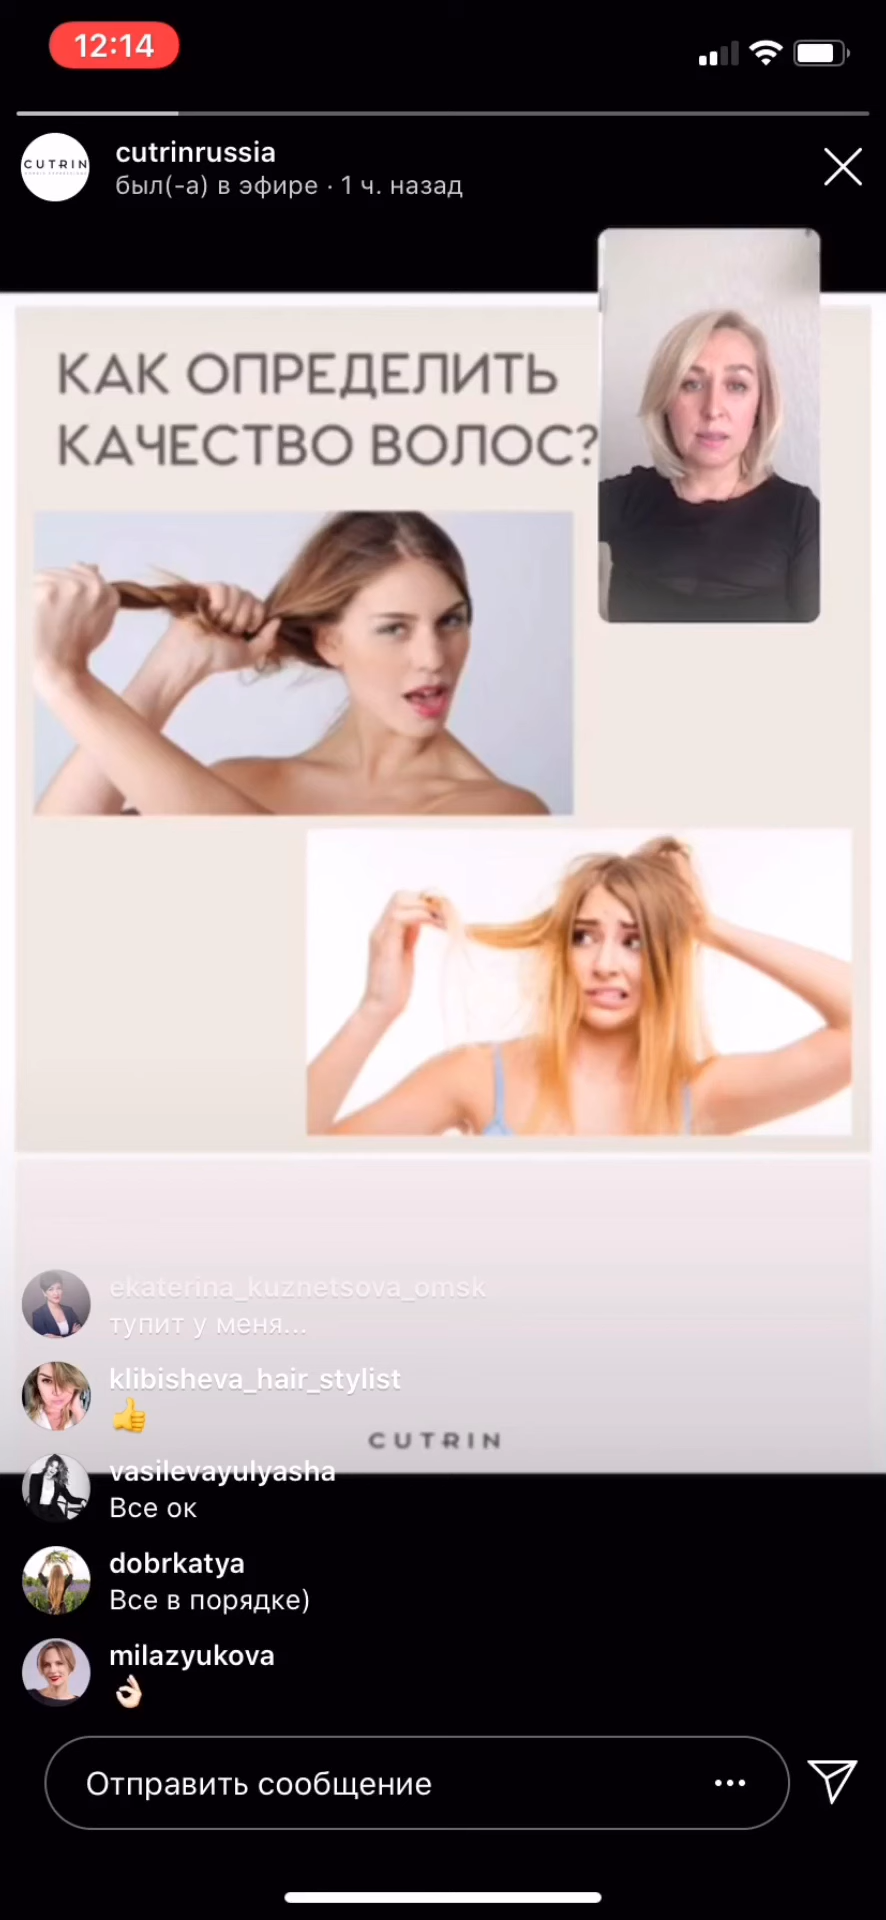 12:14
CUTRIN
cutrinrussia
был(-а) в эфире · 1 ч. назад
КАК ОПРЕДЕЛИТЬ
КАЧЕСТВО ВОЛОС?
ekaterina_kuznetsova_omsk
тупит у меня...
klibisheva_hair_stylist
👍
CUTRIN
vasilevayulyasha
Все ок
dobrkatya
Все в порядке)
milazyukova
👌🏻
Отправить сообщение